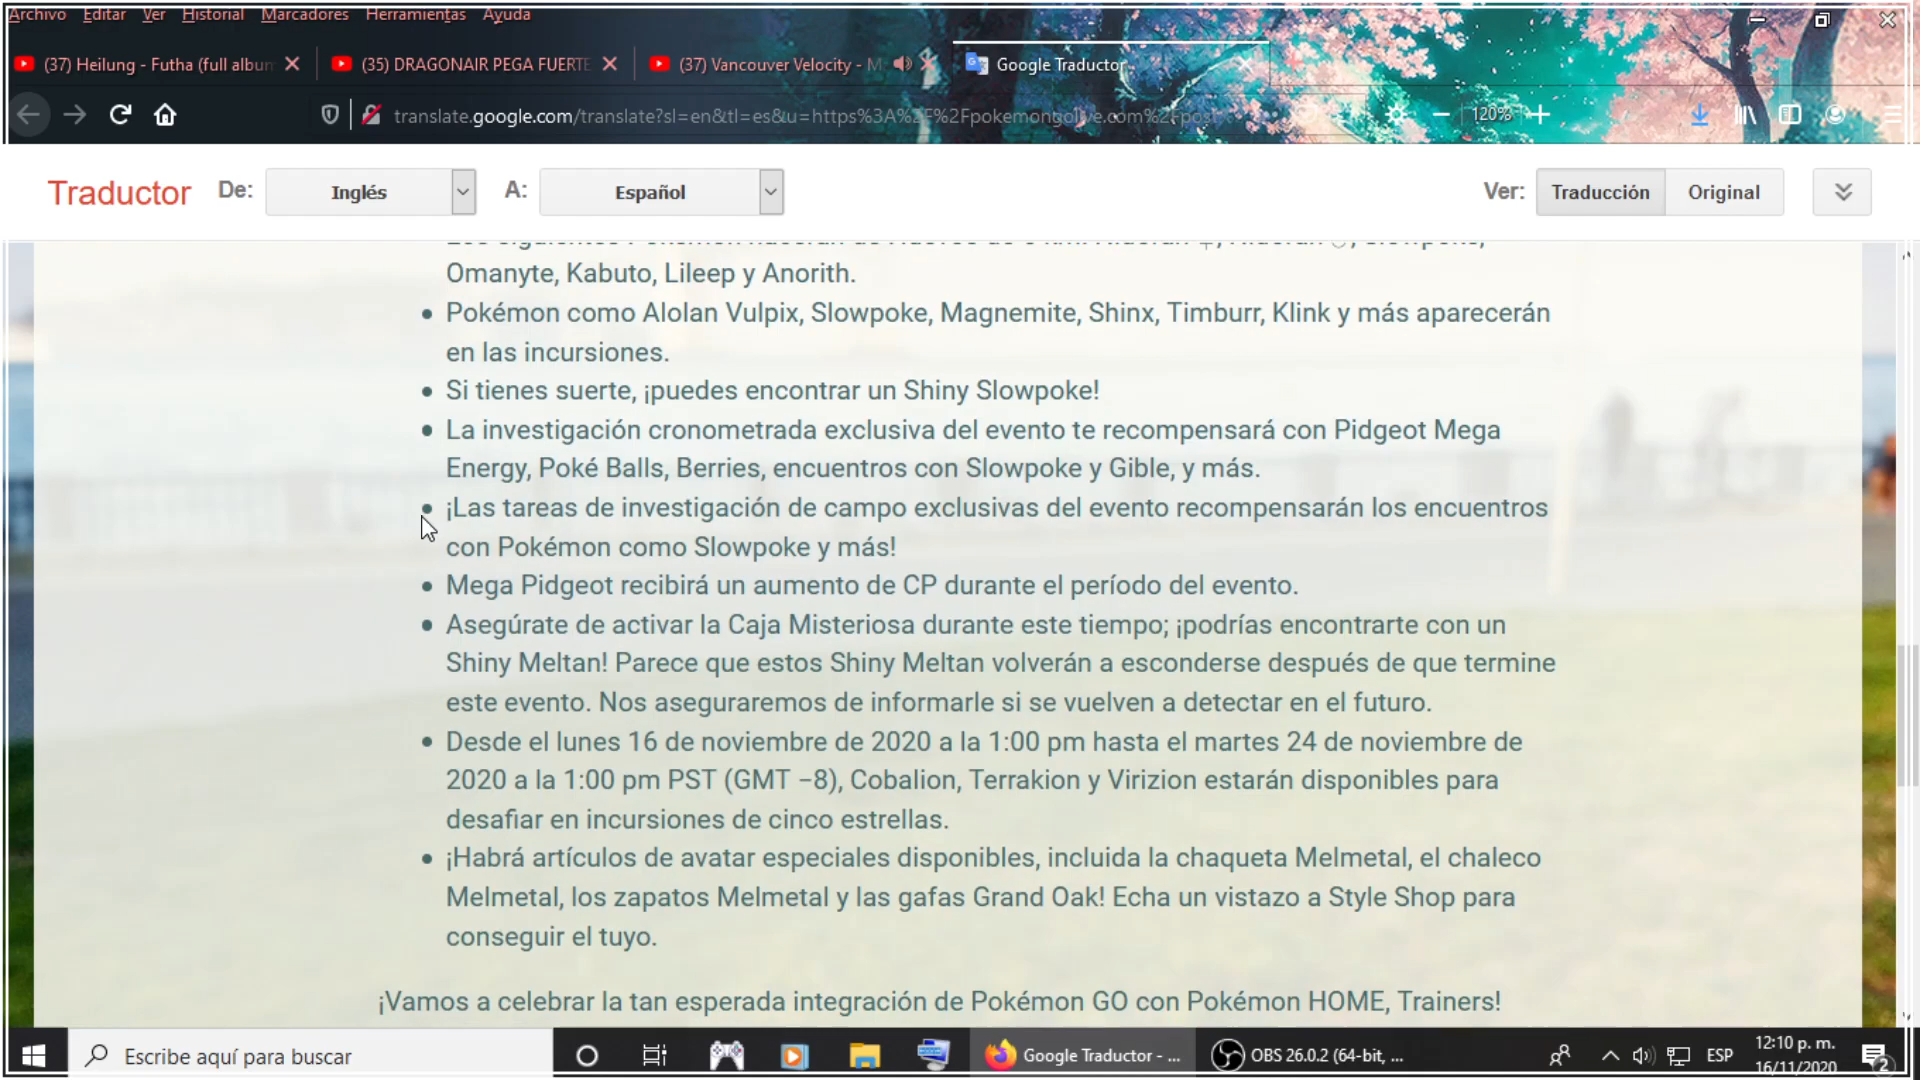 Archivo Editar Ver Historial Marcadores Herramientas Ayuda
(37) Heilung - Futha (full album
(35) DRAGONAIR PEGA FUERTE
(37) Vancouver Velocity - M
Google Traductor
translate.google.com/translate?sl=en&tl=es&u=https%3A%2F%2Fpokemongolive.com%2Fpost
120%
Traductor De: Inglés A: Español Ver: Traducción Original
Omanyte, Kabuto, Lileep y Anorith.
Pokémon como Alolan Vulpix, Slowpoke, Magnemite, Shinx, Timburr, Klink y más aparecerán
en las incursiones.
Si tienes suerte, ¡puedes encontrar un Shiny Slowpoke!
La investigación cronometrada exclusiva del evento te recompensará con Pidgeot Mega
Energy, Poké Balls, Berries, encuentros con Slowpoke y Gible, y más.
¡Las tareas de investigación de campo exclusivas del evento recompensarán los encuentros
con Pokémon como Slowpoke y más!
Mega Pidgeot recibirá un aumento de CP durante el período del evento.
Asegúrate de activar la Caja Misteriosa durante este tiempo; ¡podrías encontrarte con un
Shiny Meltan! Parece que estos Shiny Meltan volverán a esconderse después de que termine
este evento. Nos aseguraremos de informarle si se vuelven a detectar en el futuro.
Desde el lunes 16 de noviembre de 2020 a la 1:00 pm hasta el martes 24 de noviembre de
2020 a la 1:00 pm PST (GMT −8), Cobalion, Terrakion y Virizion estarán disponibles para
desafiar en incursiones de cinco estrellas.
¡Habrá artículos de avatar especiales disponibles, incluida la chaqueta Melmetal, el chaleco
Melmetal, los zapatos Melmetal y las gafas Grand Oak! Echa un vistazo a Style Shop para
conseguir el tuyo.
¡Vamos a celebrar la tan esperada integración de Pokémon GO con Pokémon HOME, Trainers!
Escribe aquí para buscar
Google Traductor - ...
OBS 26.0.2 (64-bit, ...
ESP
12:10 p. m.
16/11/2020
2